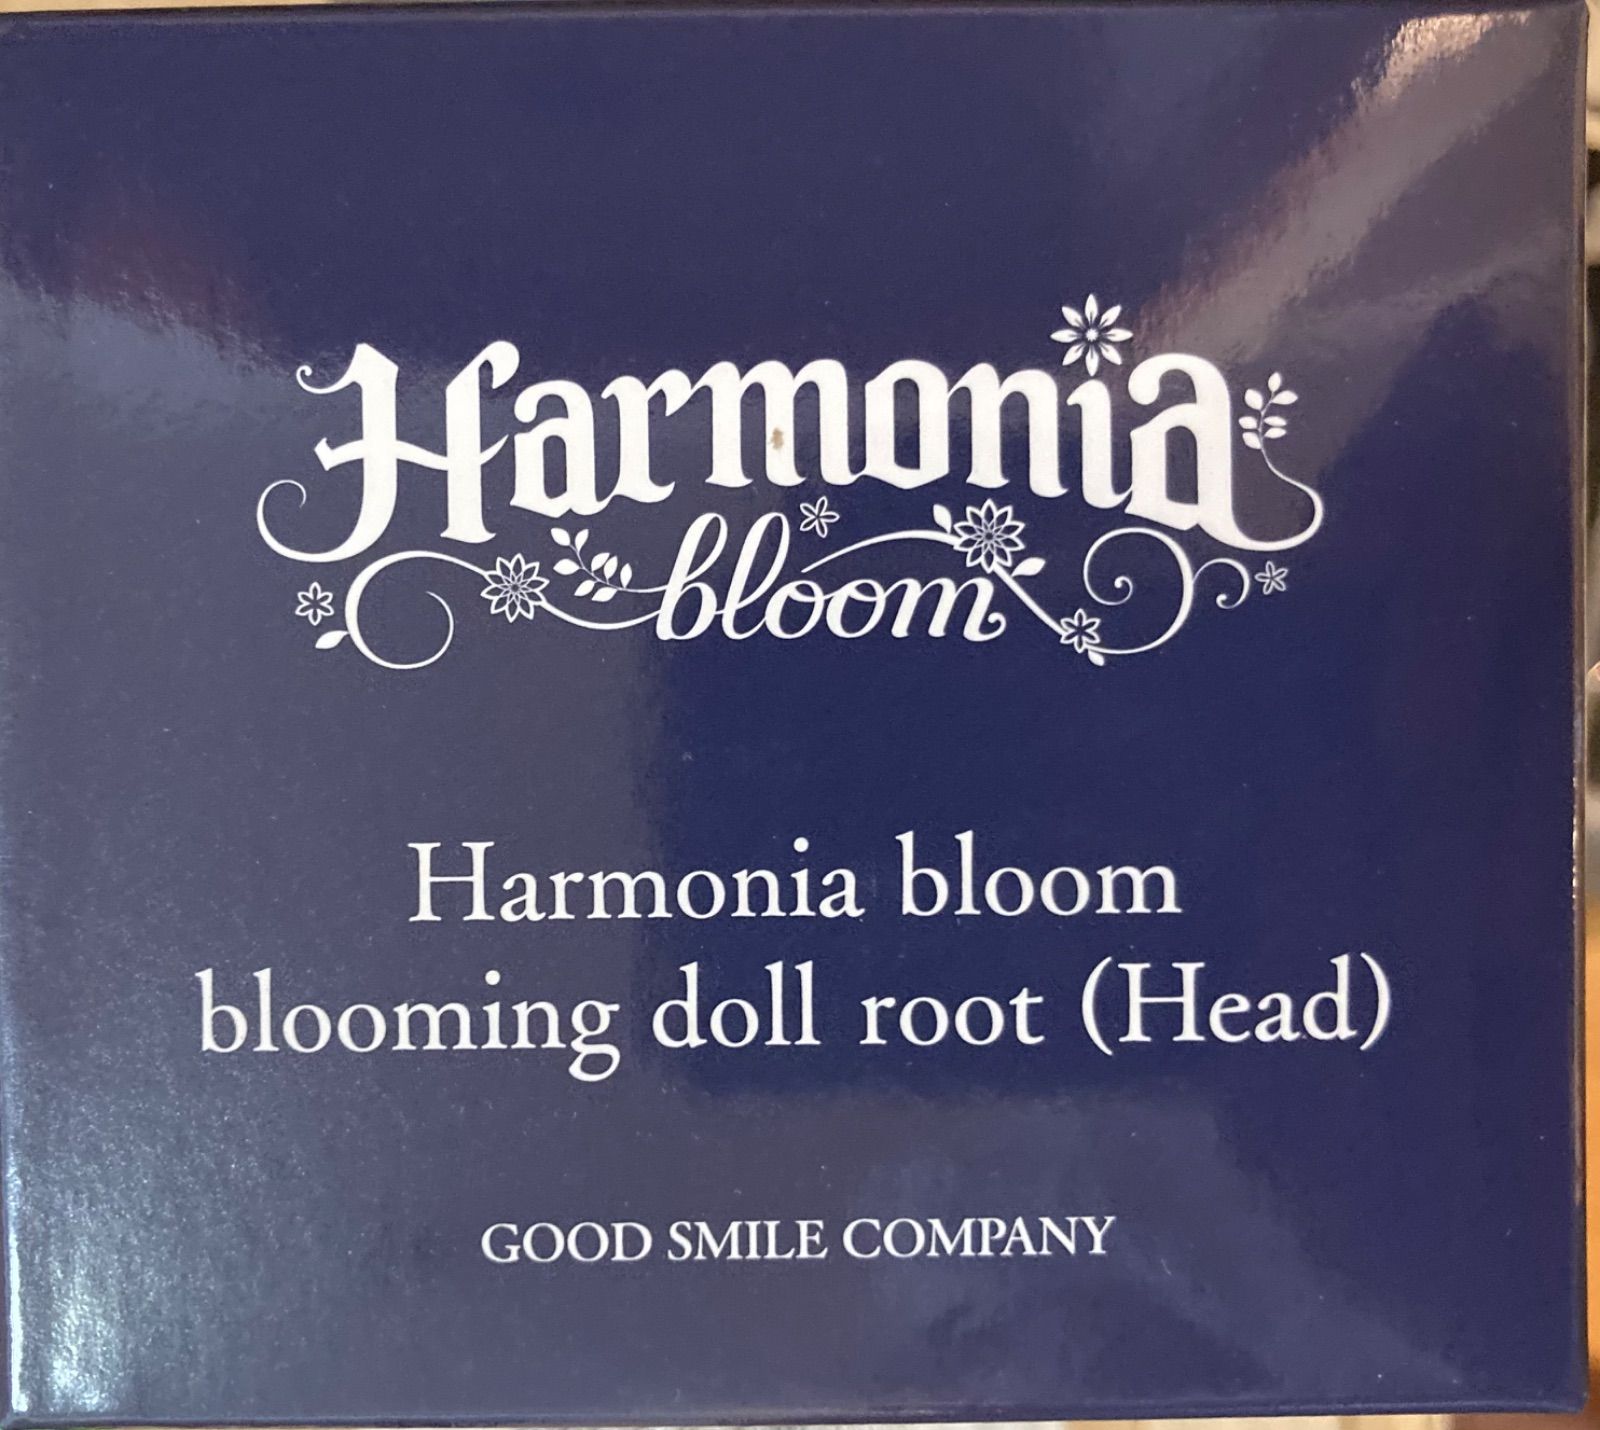 Harmonia
bloom
Harmonia bloom
blooming doll root (Head)
GOOD SMILE COMPANY